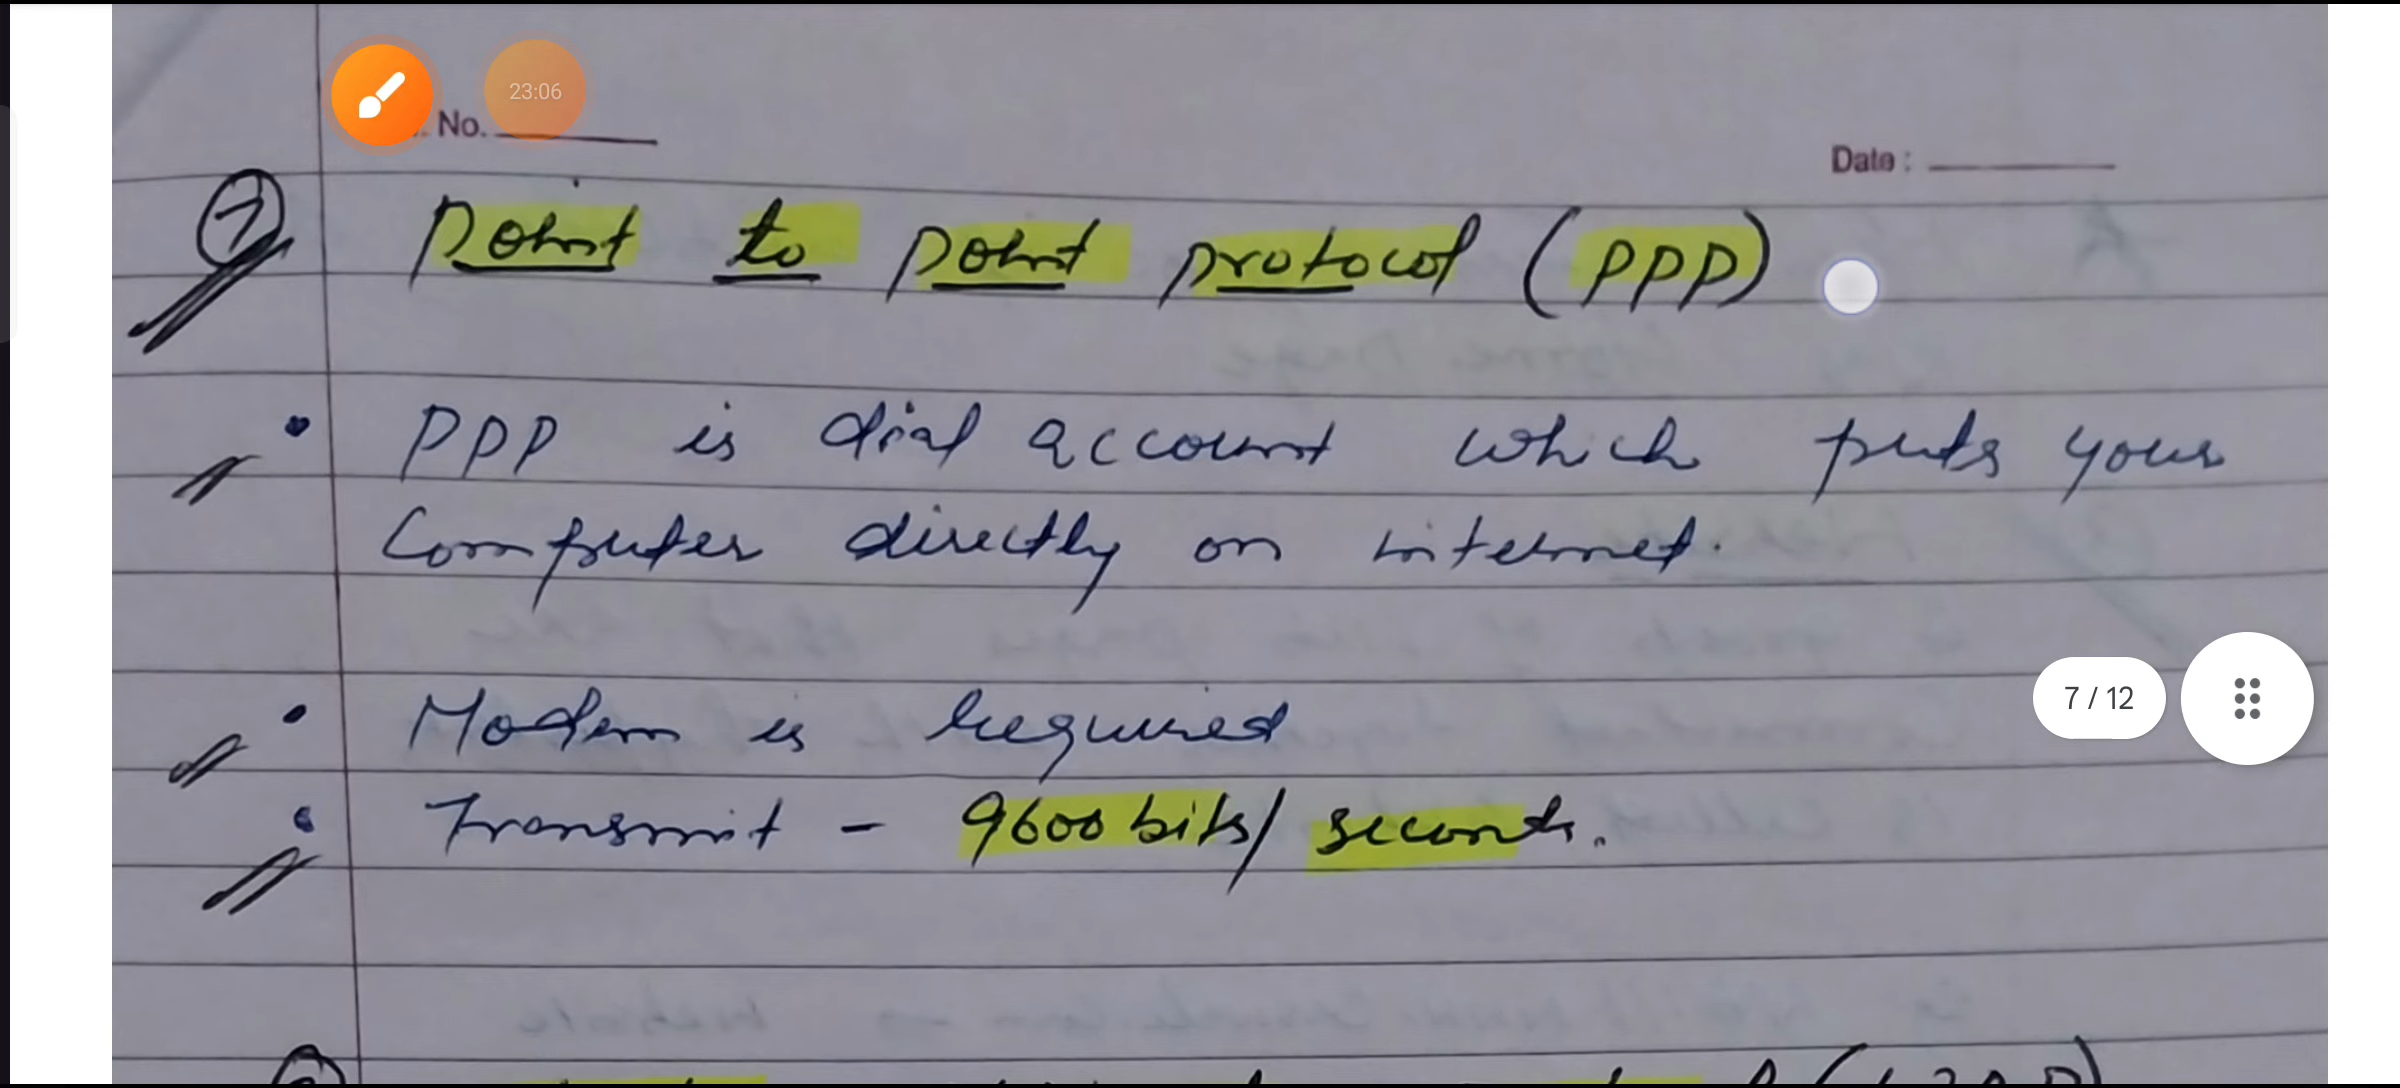 23:06
No.
Date :
7 Point to point protocol (PPP)
• PPP is dial account which puts your
Computer directly on internet.
7 / 12
• Modem is required
• Transmit - 9600 bits/ seconds.